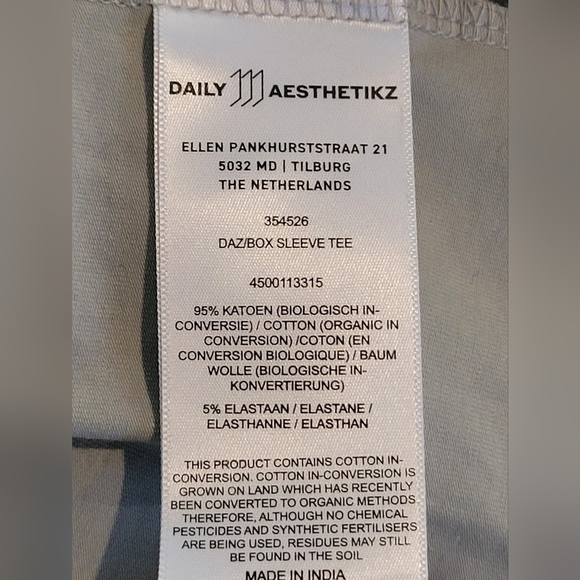 DAILY AESTHETIKZ
ELLEN PANKHURSTSTRAAT 21
5032 MD | TILBURG
THE NETHERLANDS
354526
DAZ/BOX SLEEVE TEE
4500113315
95% KATOEN (BIOLOGISCH IN-
CONVERSIE) / COTTON (ORGANIC IN
CONVERSION) /COTON (EN
CONVERSION BIOLOGIQUE) / BAUM
WOLLE (BIOLOGISCHE IN-
KONVERTIERUNG)
5% ELASTAAN / ELASTANE /
ELASTHANNE / ELASTHAN
THIS PRODUCT CONTAINS COTTON IN-
CONVERSION. COTTON IN-CONVERSION IS
GROWN ON LAND WHICH HAS RECENTLY
BEEN CONVERTED TO ORGANIC METHODS.
THEREFORE, ALTHOUGH NO CHEMICAL
PESTICIDES AND SYNTHETIC FERTILISERS
ARE BEING USED, RESIDUES MAY STILL
BE FOUND IN THE SOIL
MADE IN INDIA